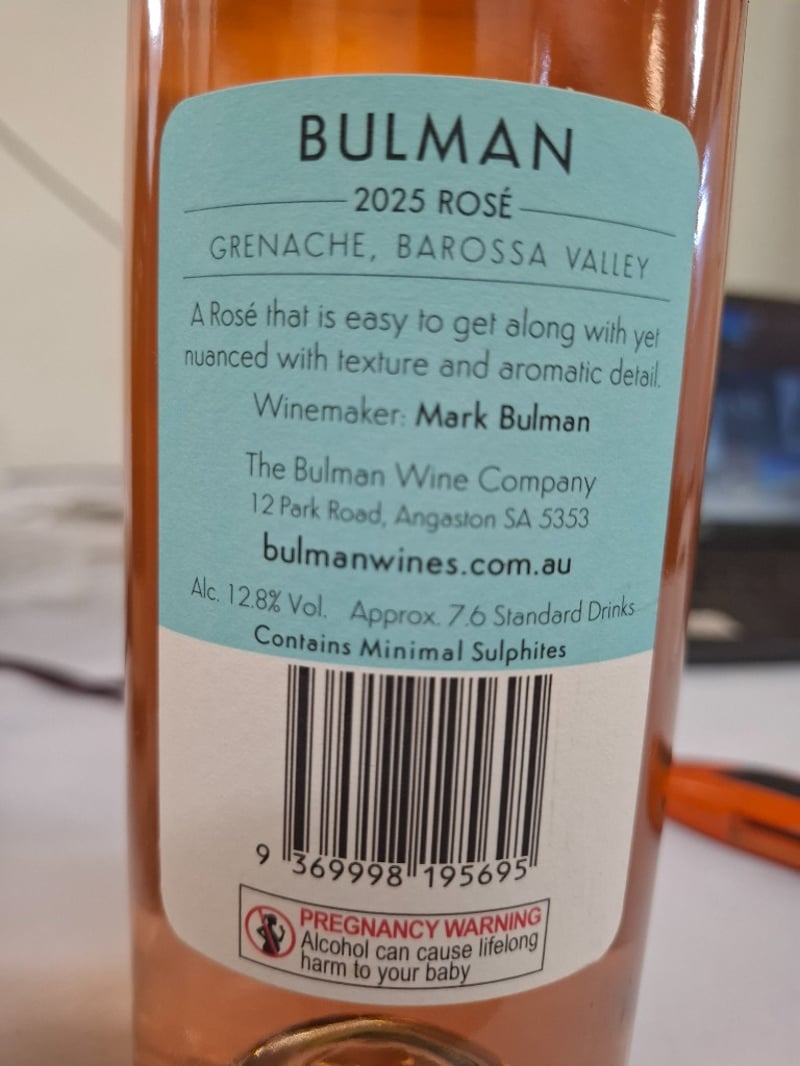 BULMAN
2025 ROSÉ
GRENACHE, BAROSSA VALLEY
A Rosé that is easy to get along with yet
nuanced with texture and aromatic detail.
Winemaker: Mark Bulman
The Bulman Wine Company
12 Park Road, Angaston SA 5353
bulmanwines.com.au
Alc. 12.8% Vol. Approx. 7.6 Standard Drinks
Contains Minimal Sulphites
9 369998 195695
PREGNANCY WARNING
Alcohol can cause lifelong
harm to your baby